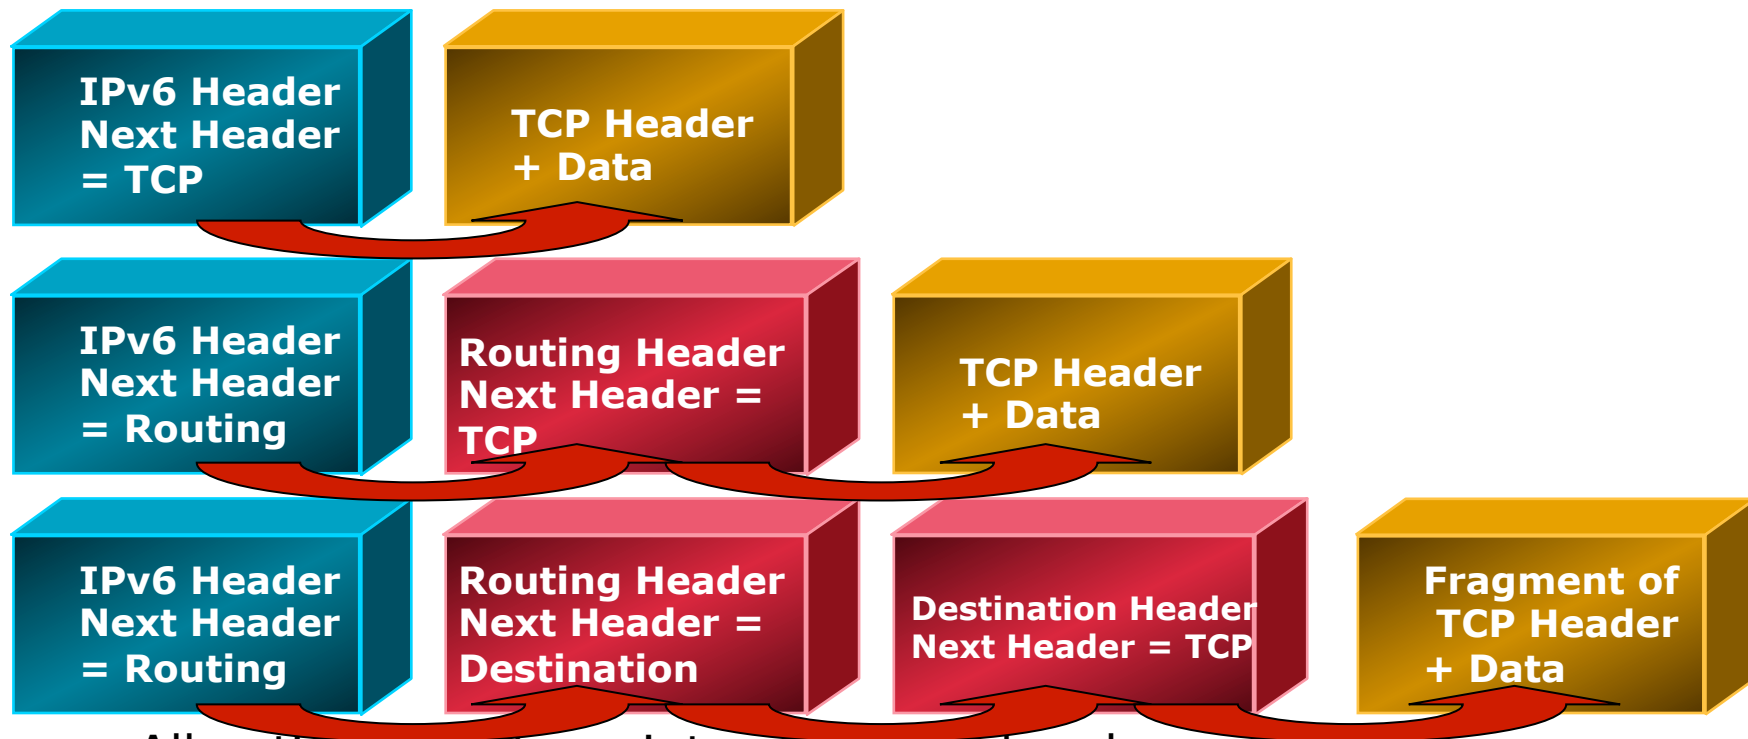 IPv6 Header
Next Header
= TCP
TCP Header
+ Data
IPv6 Header
Next Header
= Routing
Routing Header
Next Header =
TCP
TCP Header
+ Data
IPv6 Header
Next Header
= Routing
Routing Header
Next Header =
Destination
Destination Header
Next Header = TCP
Fragment of
TCP Header
+ Data